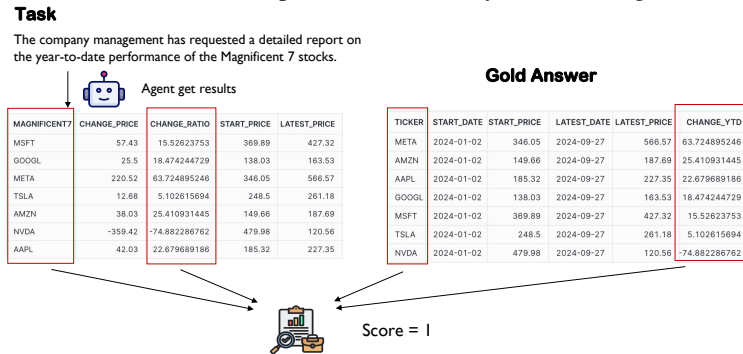 Task
The company management has requested a detailed report on
the year-to-date performance of the Magnificent 7 stocks.
Agent get results
MAGNIFICENT7 CHANGE_PRICE CHANGE_RATIO START_PRICE LATEST_PRICE
MSFT 57.43 15.52623753 369.89 427.32
GOOGL 25.5 18.474244729 138.03 163.53
META 220.52 63.724895246 346.05 566.57
TSLA 12.68 5.102615694 248.5 261.18
AMZN 38.03 25.410931445 149.66 187.69
NVDA -359.42 -74.882286762 479.98 120.56
AAPL 42.03 22.679689186 185.32 227.35
Gold Answer
TICKER START_DATE START_PRICE LATEST_DATE LATEST_PRICE CHANGE_YTD
META 2024-01-02 346.05 2024-09-27 566.57 63.724895246
AMZN 2024-01-02 149.66 2024-09-27 187.69 25.410931445
AAPL 2024-01-02 185.32 2024-09-27 227.35 22.679689186
GOOGL 2024-01-02 138.03 2024-09-27 163.53 18.474244729
MSFT 2024-01-02 369.89 2024-09-27 427.32 15.52623753
TSLA 2024-01-02 248.5 2024-09-27 261.18 5.102615694
NVDA 2024-01-02 479.98 2024-09-27 120.56 -74.882286762
Score = 1